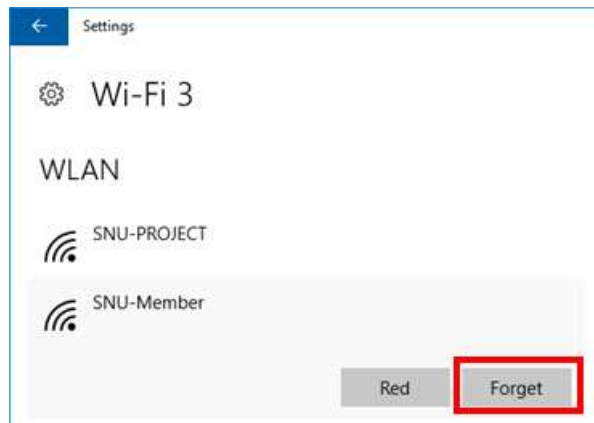 Settings
Wi-Fi 3
WLAN
SNU-PROJECT
SNU-Member
Red Forget